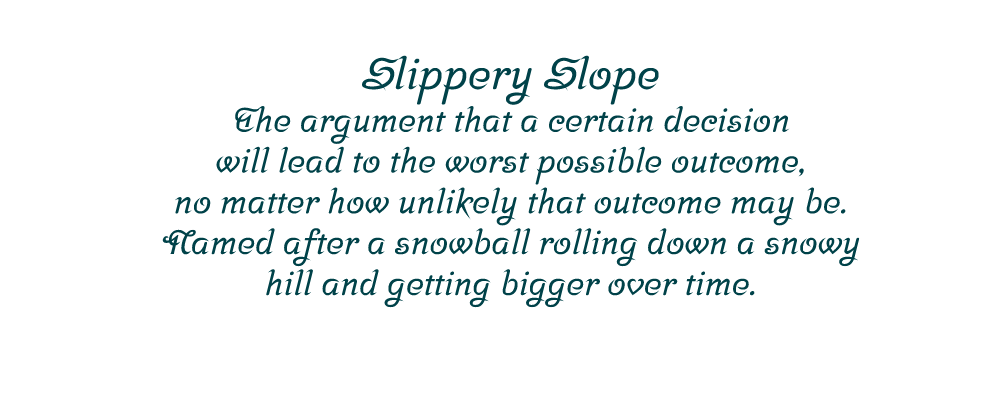 Slippery Slope
The argument that a certain decision
will lead to the worst possible outcome,
no matter how unlikely that outcome may be.
Named after a snowball rolling down a snowy
hill and getting bigger over time.